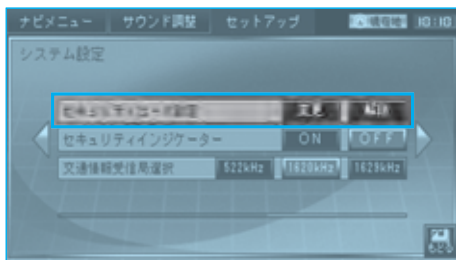 ナビメニュー サウンド調整 セットアップ 10:10
システム設定
セキュリティコード設定 変更 解除
セキュリティインジケーター ON OFF
交通情報受信局選択 522kHz 1620kHz 1629kHz
もどる